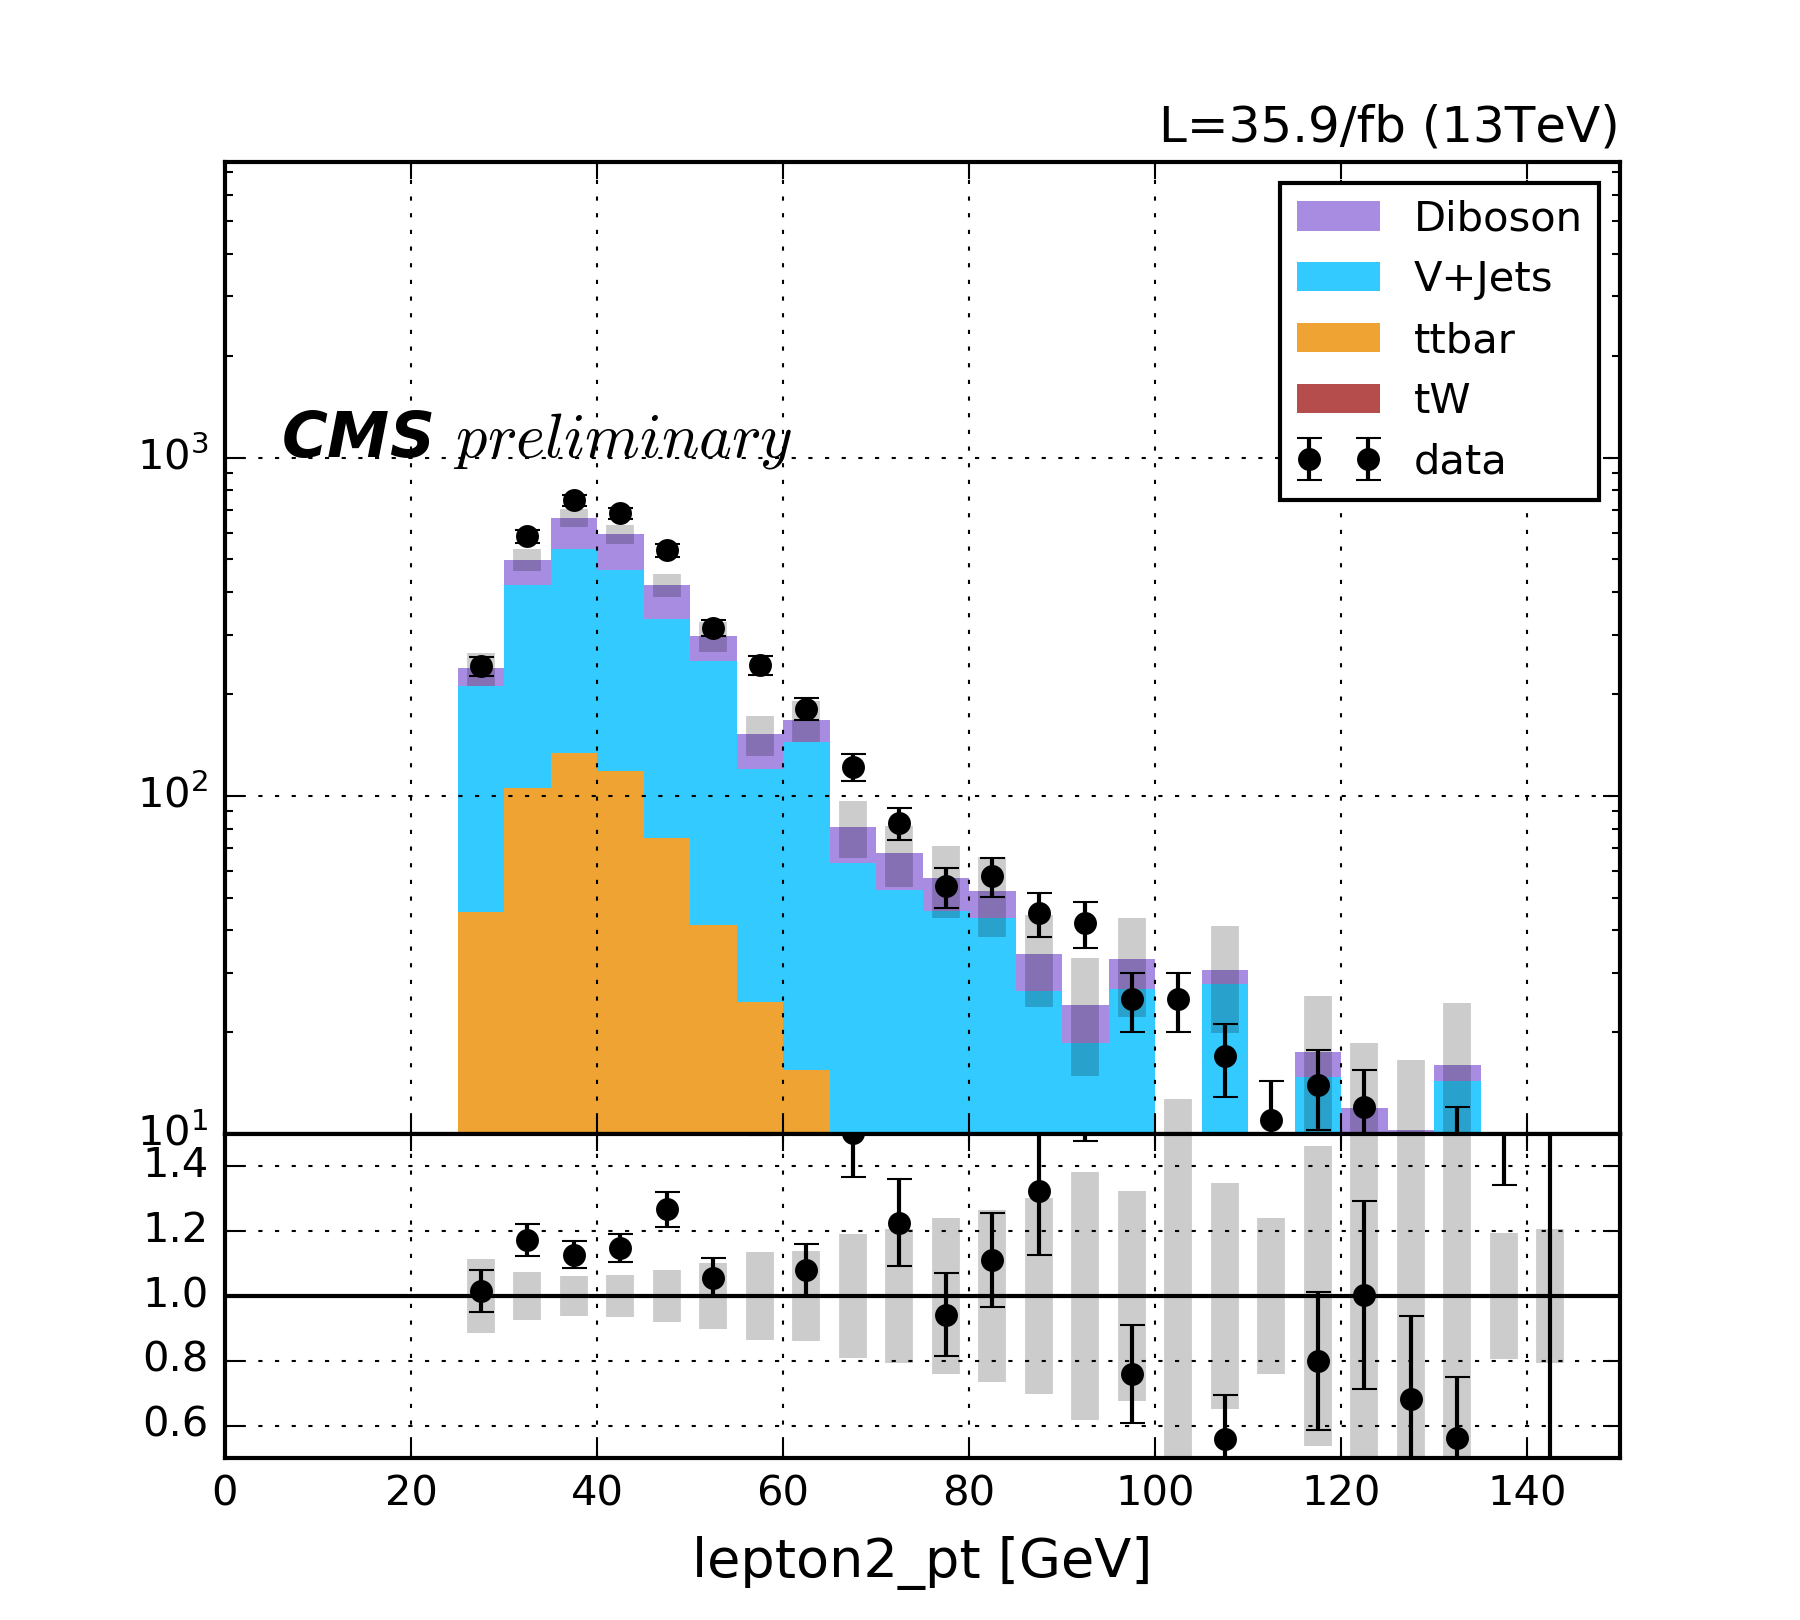 L=35.9/fb (13TeV)
Diboson
V+Jets
ttbar
tW
data
CMS preliminary
10³
10²
10¹
1.4
1.2
1.0
0.8
0.6
0 20 40 60 80 100 120 140
lepton2_pt [GeV]